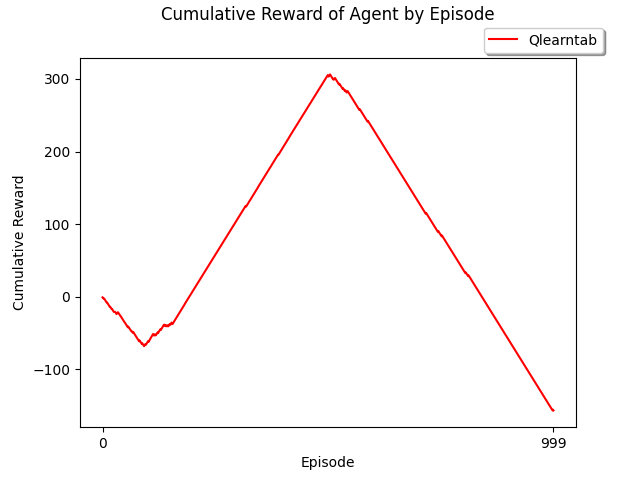 Cumulative Reward of Agent by Episode
Qlearntab
300
200
100
0
−100
Cumulative Reward
0
999
Episode